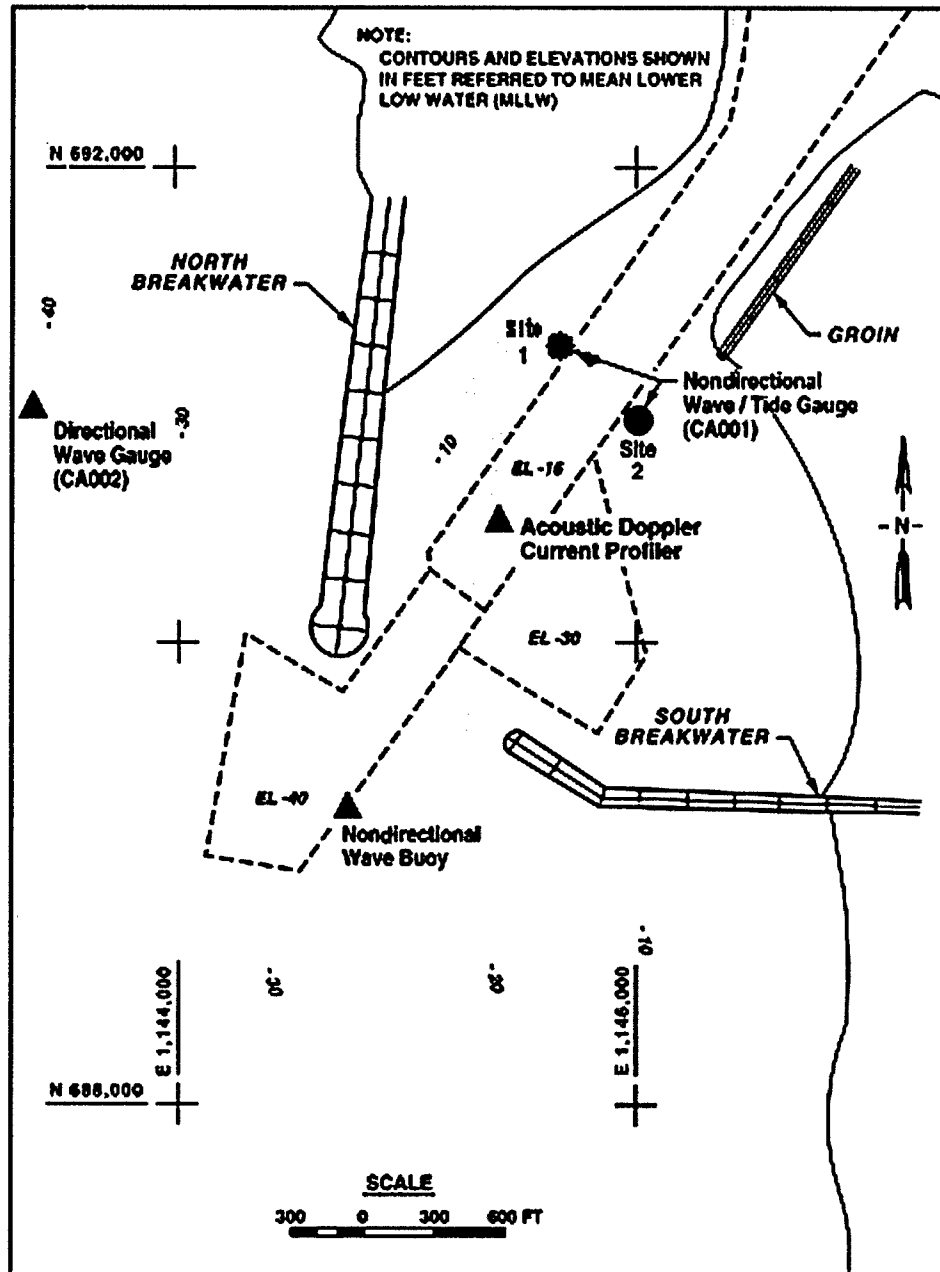 NOTE:
CONTOURS AND ELEVATIONS SHOWN
IN FEET REFERRED TO MEAN LOWER
LOW WATER (MLLW)
N 692,000
NORTH
BREAKWATER
-40
Site
1
GROIN
Nondirectional
Wave / Tide Gauge
(CA001)
Directional
Wave Gauge
(CA002)
-30
-10
Site
2
EL -16
-N-
Acoustic Doppler
Current Profiler
EL -30
SOUTH
BREAKWATER
EL -40
Nondirectional
Wave Buoy
-30
-20
-10
E 1,144,000
E 1,146,000
N 688,000
SCALE
300 0 300 600 FT